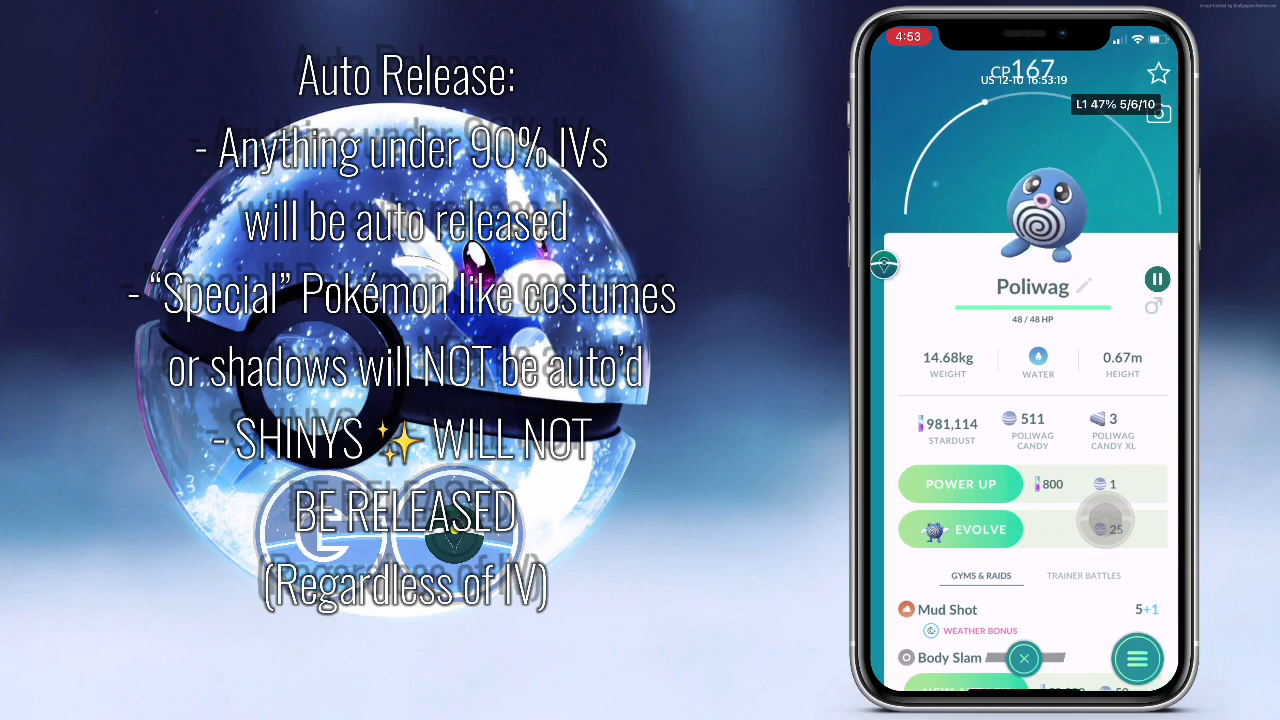 Auto Release:
- Anything under 90% IVs
will be auto released
- “Special” Pokémon like costumes
or shadows will NOT be auto’d
- SHINYS ✨ WILL NOT
BE RELEASED
(Regardless of IV)
4:53
CP167
US 12-10 16:53:19
L1 47% 5/6/10
Poliwag
48 / 48 HP
14.68kg
WEIGHT
WATER
0.67m
HEIGHT
981,114
STARDUST
511
POLIWAG
CANDY
3
POLIWAG
CANDY XL
POWER UP 800 1
EVOLVE 25
GYMS & RAIDS TRAINER BATTLES
Mud Shot 5+1
WEATHER BONUS
Body Slam